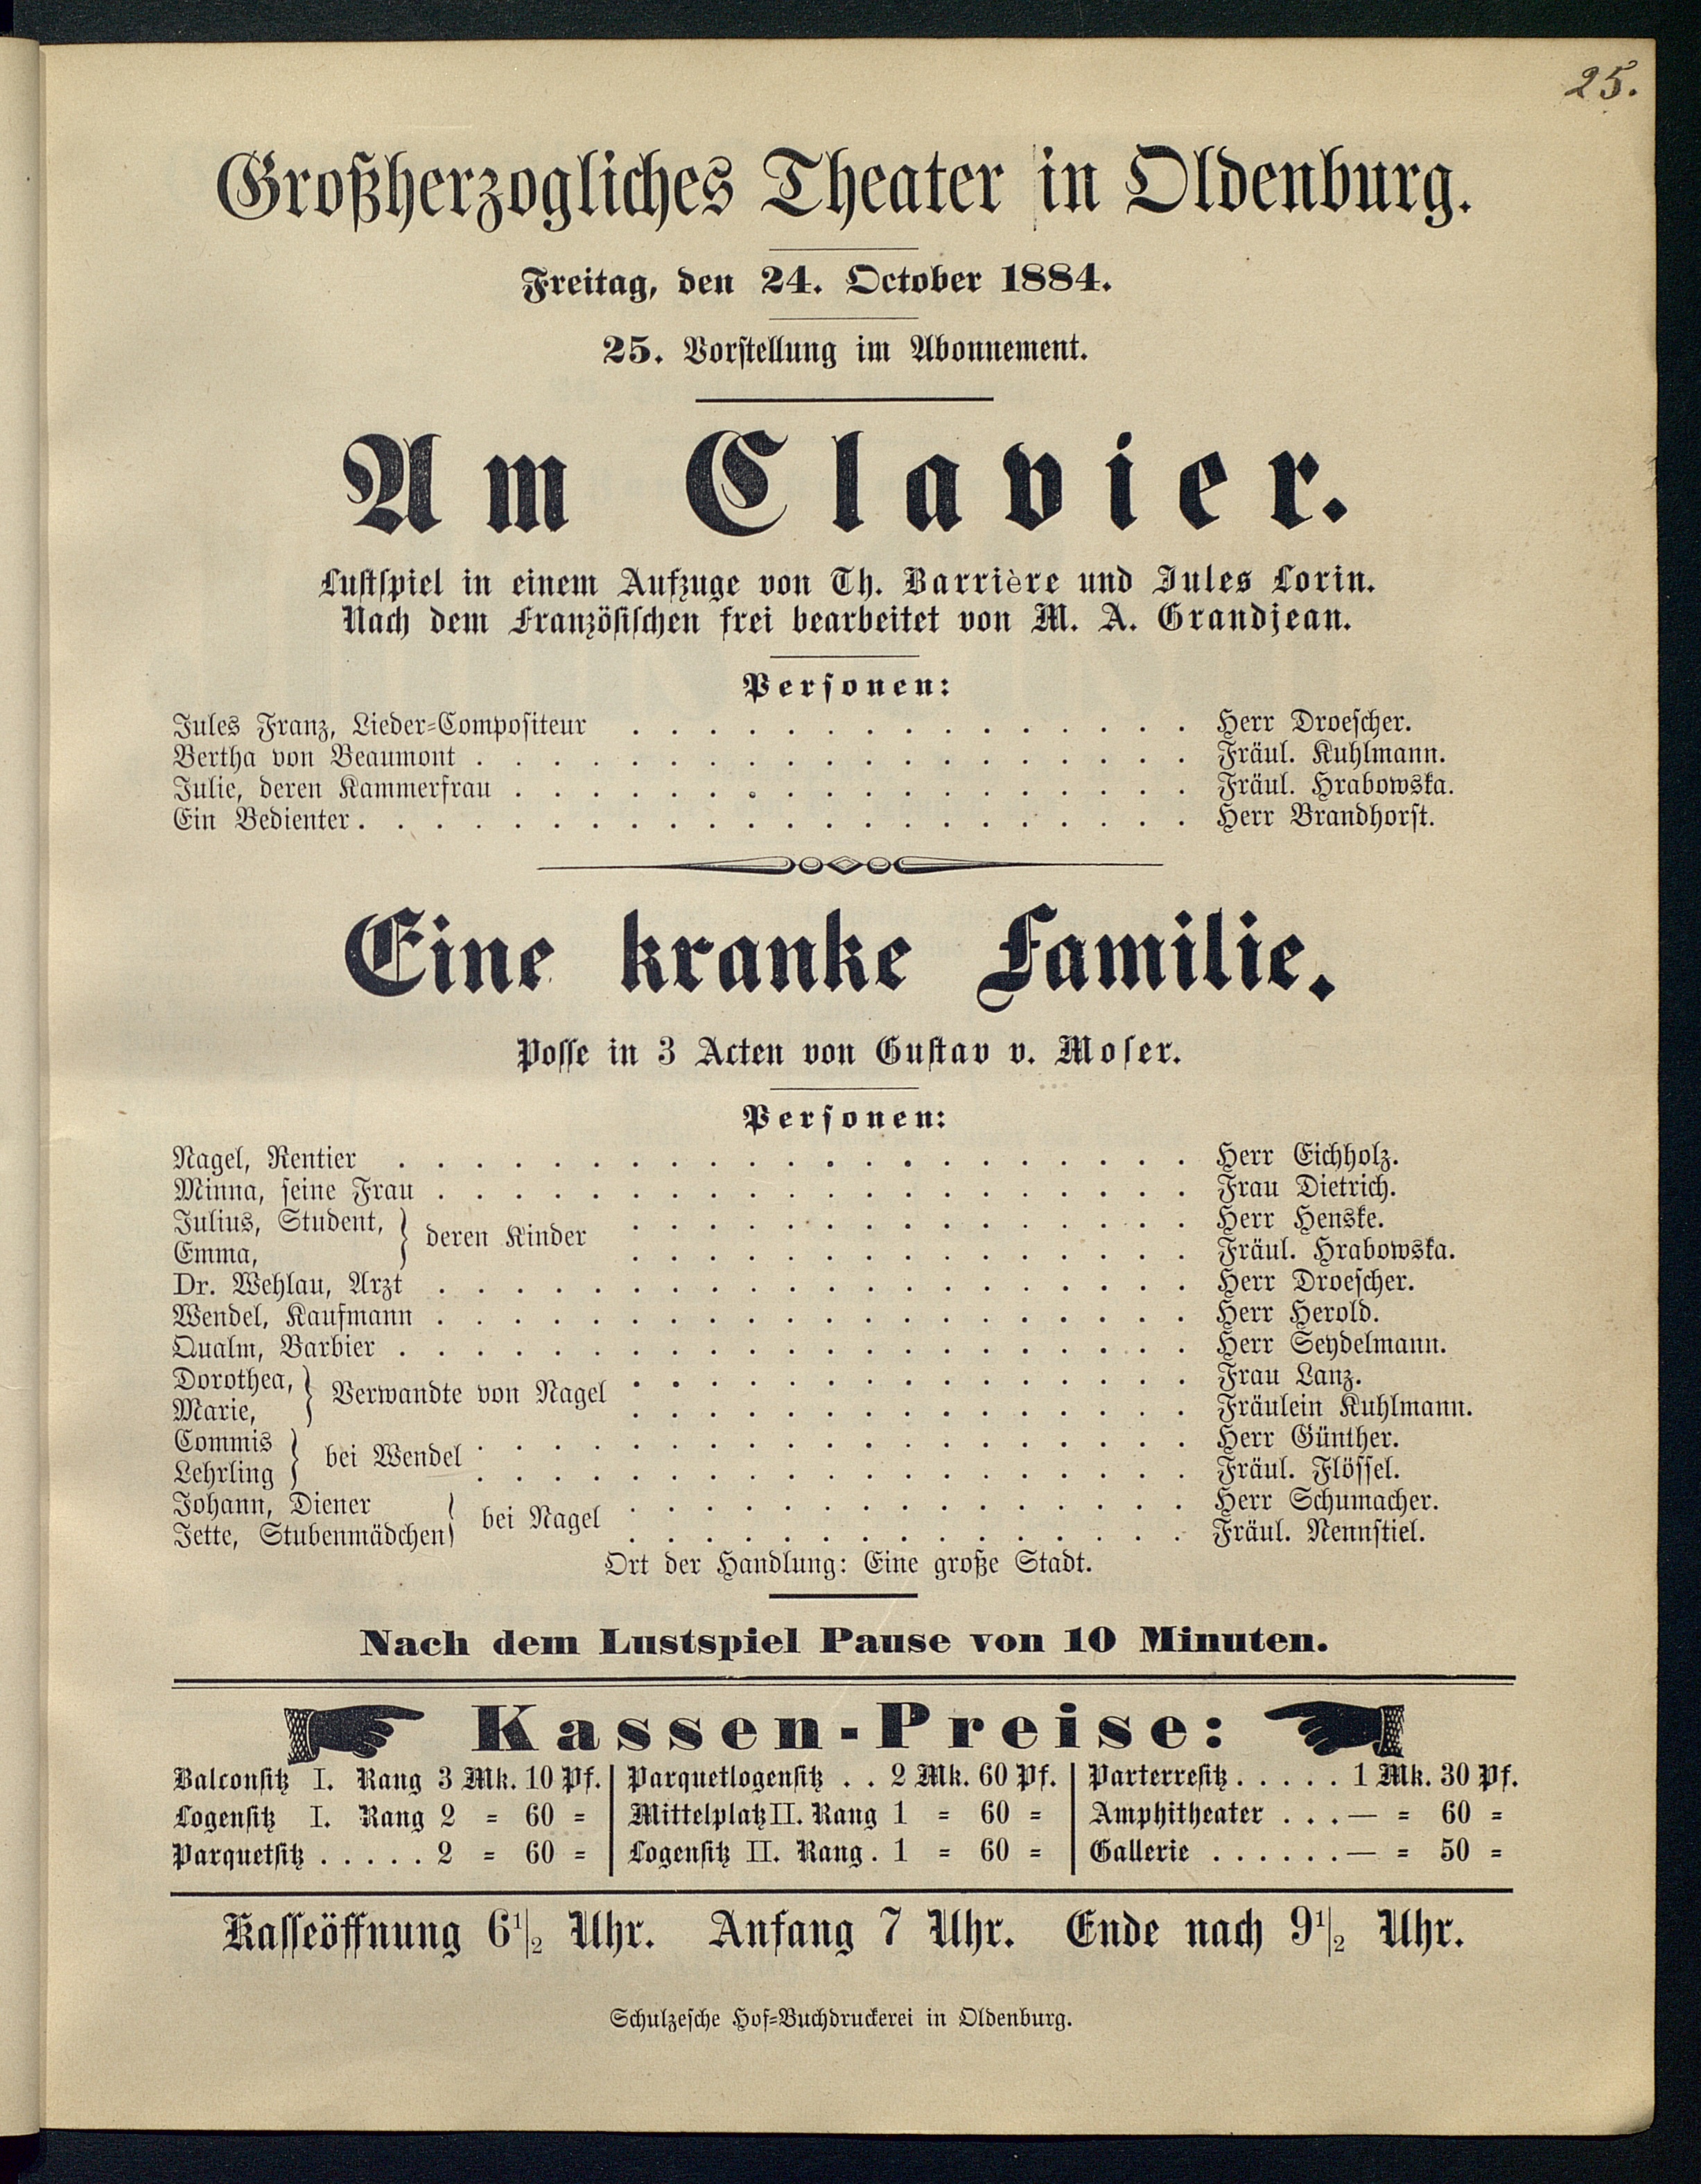 25.
Großherzogliches Theater in Oldenburg.
Freitag, den 24. October 1884.
25. Vorstellung im Abonnement.
Am Clavier.
Lustspiel in einem Aufzuge von Th. Barrière und Jules Lorin.
Nach dem Französischen frei bearbeitet von M. A. Grandjean.
Personen:
Jules Franz, Lieder-Compositeur . . . . . . . . . . . . . . . Herr Droescher.
Bertha von Beaumont . . . . . . . . . . . . . . . . . . . Fräul. Kuhlmann.
Julie, deren Kammerfrau . . . . . . . . . . . . . . . . . . Fräul. Hrabowska.
Ein Bedienter . . . . . . . . . . . . . . . . . . . . . . Herr Brandhorst.
Eine kranke Familie.
Posse in 3 Acten von Gustav v. Moser.
Personen:
Nagel, Rentier . . . . . . . . . . . . . . . . . . . . . Herr Eichholz.
Minna, seine Frau . . . . . . . . . . . . . . . . . . . . Frau Dietrich.
Julius, Student, } deren Kinder . . . . . . . . . . . . . . . Herr Henske.
Emma, . . . . . . . . . . . . . . . Fräul. Hrabowska.
Dr. Wehlau, Arzt . . . . . . . . . . . . . . . . . . . . Herr Droescher.
Wendel, Kaufmann . . . . . . . . . . . . . . . . . . . . Herr Herold.
Qualm, Barbier . . . . . . . . . . . . . . . . . . . . . Herr Seydelmann.
Dorothea, } Verwandte von Nagel . . . . . . . . . . . . . . . Frau Lanz.
Marie, . . . . . . . . . . . . . . . Fräulein Kuhlmann.
Commis } bei Wendel . . . . . . . . . . . . . . . . . . . Herr Günther.
Lehrling . . . . . . . . . . . . . . . . . . . Fräul. Flössel.
Johann, Diener } bei Nagel . . . . . . . . . . . . . . . Herr Schumacher.
Jette, Stubenmädchen . . . . . . . . . . . . . . . Fräul. Nennstiel.
Ort der Handlung: Eine große Stadt.
Nach dem Lustspiel Pause von 10 Minuten.
Kassen-Preise:
Balconsitz I. Rang 3 Mk. 10 Pf. | Parquetlogensitz . . 2 Mk. 60 Pf. | Parterresitz . . . . . 1 Mk. 30 Pf.
Logensitz I. Rang 2 = 60 = | Mittelplatz II. Rang 1 = 60 = | Amphitheater . . . — = 60 =
Parquetsitz . . . . . 2 = 60 = | Logensitz II. Rang . 1 = 60 = | Gallerie . . . . . . — = 50 =
Kasseöffnung 6 1/2 Uhr. Anfang 7 Uhr. Ende nach 9 1/2 Uhr.
Schulzesche Hof-Buchdruckerei in Oldenburg.